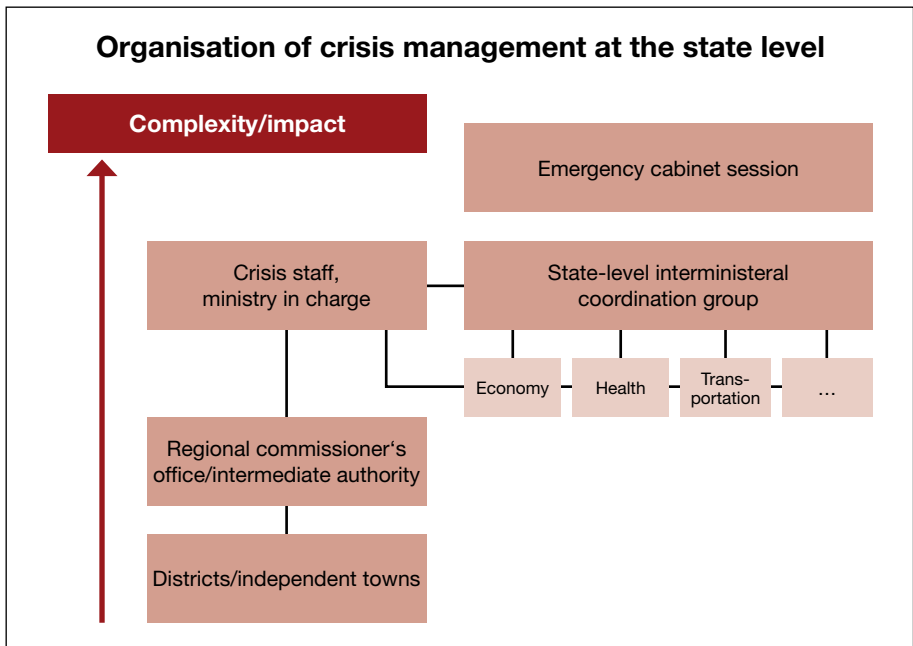 Organisation of crisis management at the state level
Complexity/impact
Emergency cabinet session
Crisis staff,
ministry in charge
State-level interministeral
coordination group
Economy
Health
Trans-
portation
...
Regional commissioner‘s
office/intermediate authority
Districts/independent towns